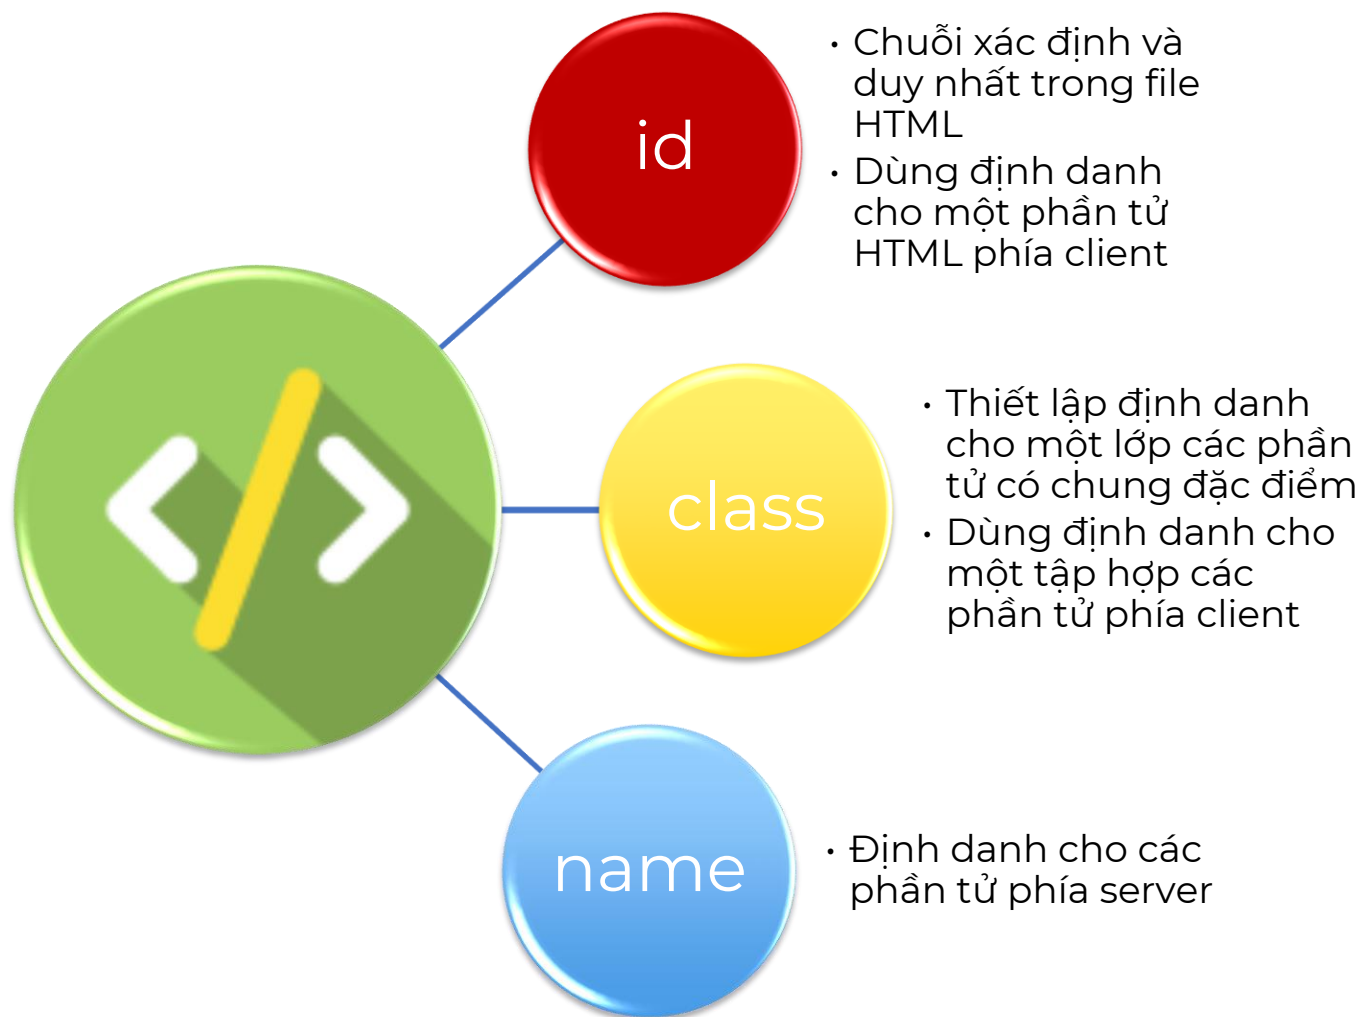 id
• Chuỗi xác định và
duy nhất trong file
HTML
• Dùng định danh
cho một phần tử
HTML phía client
class
• Thiết lập định danh
cho một lớp các phần
tử có chung đặc điểm
• Dùng định danh cho
một tập hợp các
phần tử phía client
name
• Định danh cho các
phần tử phía server